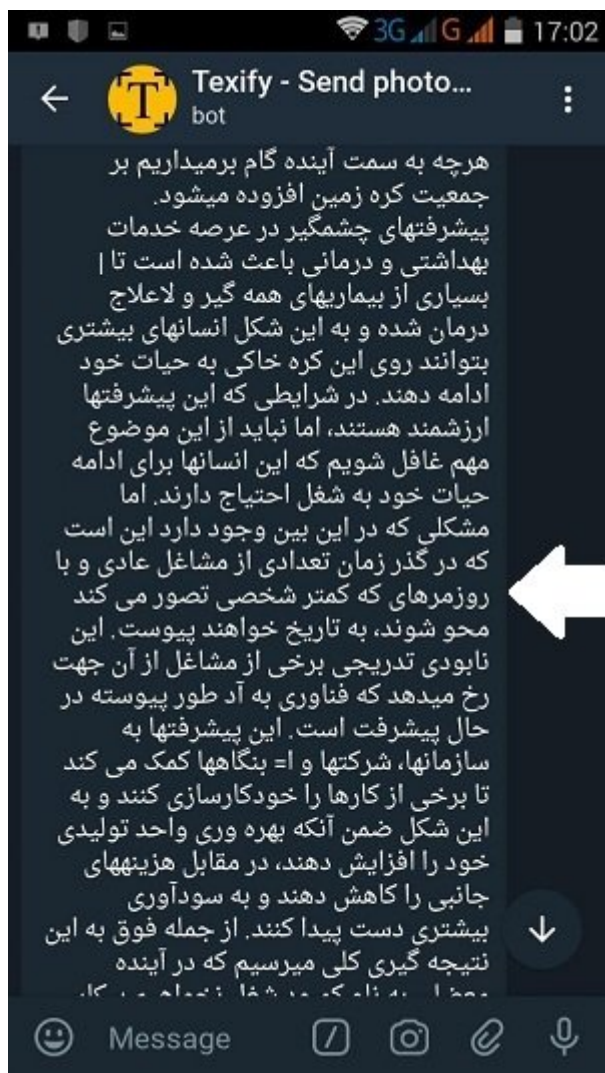 3G G 17:02
Texify - Send photo...
bot
هرچه به سمت آینده گام برمیداریم بر
جمعیت کره زمین افزوده میشود.
پیشرفتهای چشمگیر در عرصه خدمات
بهداشتی و درمانی باعث شده است تا |
بسیاری از بیماریهای همه گیر و لاعلاج
درمان شده و به این شکل انسانهای بیشتری
بتوانند روی این کره خاکی به حیات خود
ادامه دهند. در شرایطی که این پیشرفتها
ارزشمند هستند، اما نباید از این موضوع
مهم غافل شویم که این انسانها برای ادامه
حیات خود به شغل احتیاج دارند. اما
مشکلی که در این بین وجود دارد این است
که در گذر زمان تعدادی از مشاغل عادی و با
روزمرهای که کمتر شخصی تصور می کند
محو شوند، به تاریخ خواهند پیوست. این
نابودی تدریجی برخی از مشاغل از آن جهت
رخ میدهد که فناوری به آد طور پیوسته در
حال پیشرفت است. این پیشرفتها به
سازمانها، شرکتها و ا= بنگاهها کمک می کند
تا برخی از کارها را خودکارسازی کنند و به
این شکل ضمن آنکه بهره وری واحد تولیدی
خود را افزایش دهند، در مقابل هزینههای
جانبی را کاهش دهند و به سودآوری
بیشتری دست پیدا کنند. از جمله فوق به این
نتیجه گیری کلی میرسیم که در آینده
Message